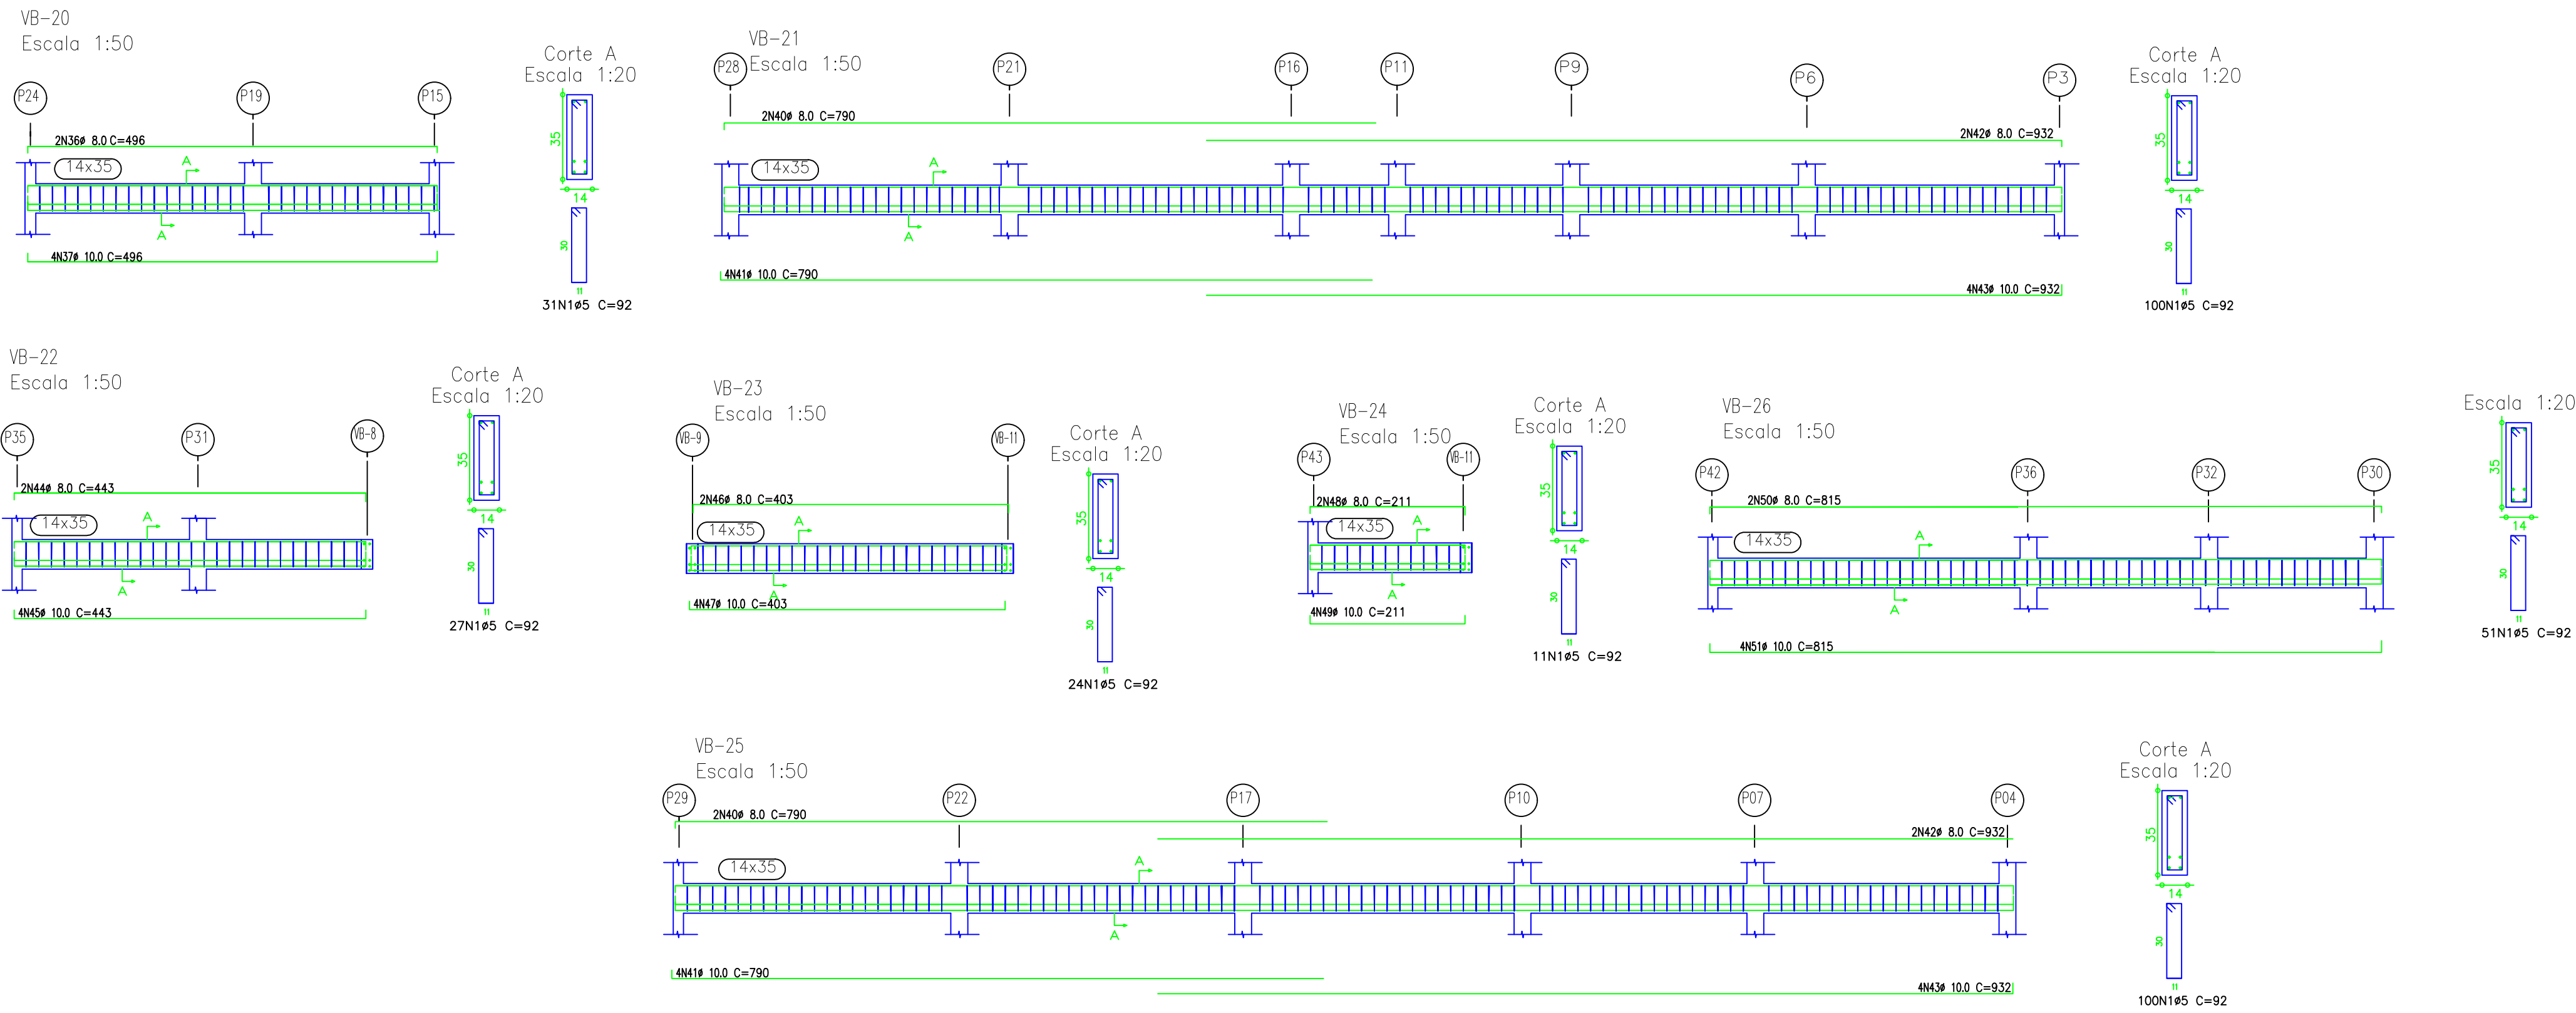 VB-20
Escala 1:50
P24
P19
P15
2N36ø 8.0 C=496
14x35
A
A
4N37ø 10.0 C=496
Corte A
Escala 1:20
35
14
30
11
31N1ø5 C=92
VB-21
Escala 1:50
P28
P21
P16
P11
P9
P6
P3
2N40ø 8.0 C=790
2N42ø 8.0 C=932
14x35
A
A
4N41ø 10.0 C=790
4N43ø 10.0 C=932
Corte A
Escala 1:20
35
14
30
11
100N1ø5 C=92
VB-22
Escala 1:50
P35
P31
VB-8
2N44ø 8.0 C=443
14x35
A
A
4N45ø 10.0 C=443
Corte A
Escala 1:20
35
14
30
11
27N1ø5 C=92
VB-23
Escala 1:50
VB-9
VB-11
2N46ø 8.0 C=403
14x35
A
A
4N47ø 10.0 C=403
Corte A
Escala 1:20
35
14
30
11
24N1ø5 C=92
VB-24
Escala 1:50
P43
VB-11
2N48ø 8.0 C=211
14x35
A
A
4N49ø 10.0 C=211
Corte A
Escala 1:20
35
14
30
11
11N1ø5 C=92
VB-26
Escala 1:50
P42
P36
P32
P30
2N50ø 8.0 C=815
14x35
A
A
4N51ø 10.0 C=815
Escala 1:20
35
14
30
11
51N1ø5 C=92
VB-25
Escala 1:50
P29
P22
P17
P10
P07
P04
2N40ø 8.0 C=790
2N42ø 8.0 C=932
14x35
A
A
4N41ø 10.0 C=790
4N43ø 10.0 C=932
Corte A
Escala 1:20
35
14
30
11
100N1ø5 C=92